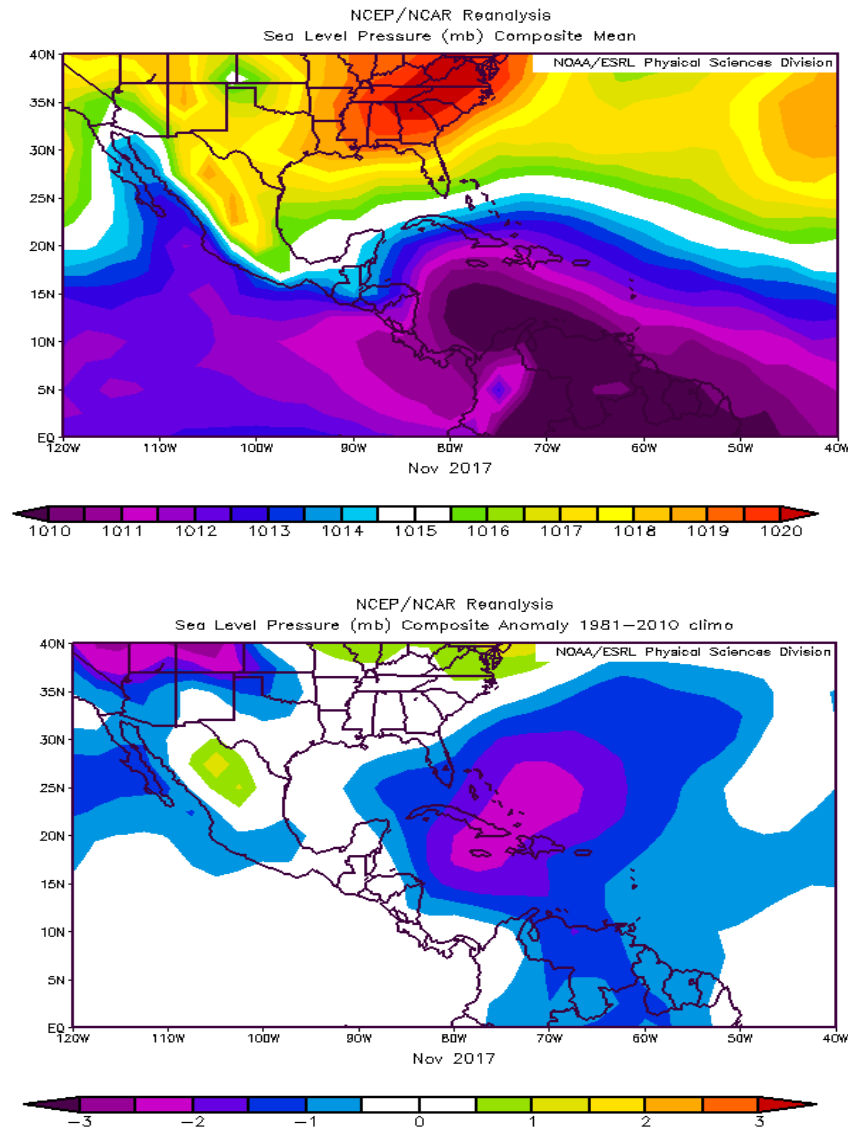 NCEP/NCAR Reanalysis
Sea Level Pressure (mb) Composite Mean
40N
NOAA/ESRL Physical Sciences Division
35N
30N
25N
20N
15N
10N
5N
EQ
120W 110W 100W 90W 80W 70W 60W 50W 40W
Nov 2017
1010 1011 1012 1013 1014 1015 1016 1017 1018 1019 1020
NCEP/NCAR Reanalysis
Sea Level Pressure (mb) Composite Anomaly 1981-2010 climo
40N
NOAA/ESRL Physical Sciences Division
35N
30N
25N
20N
15N
10N
5N
EQ
120W 110W 100W 90W 80W 70W 60W 50W 40W
Nov 2017
-3 -2 -1 0 1 2 3